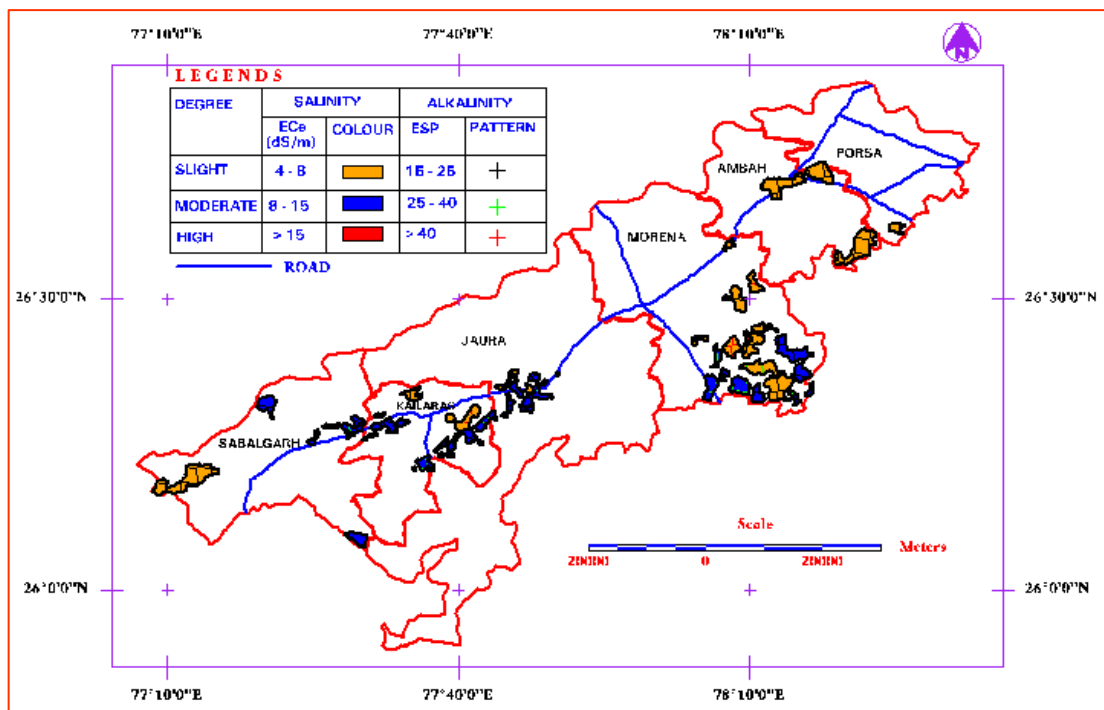 77°10'0"E 77°40'0"E 78°10'0"E
N
LEGENDS
DEGREE SALINITY ALKALINITY
ECe (dS/m) COLOUR ESP PATTERN
SLIGHT 4 - 8 15 - 25
MODERATE 8 - 15 25 - 40
HIGH > 15 > 40
ROAD
PORSA
AMBAH
MORENA
26°30'0"N 26°30'0"N
JAURA
KAILARAS
SABALGARH
Scale
Meters
20000 0 20000
26°0'0"N 26°0'0"N
77°10'0"E 77°40'0"E 78°10'0"E